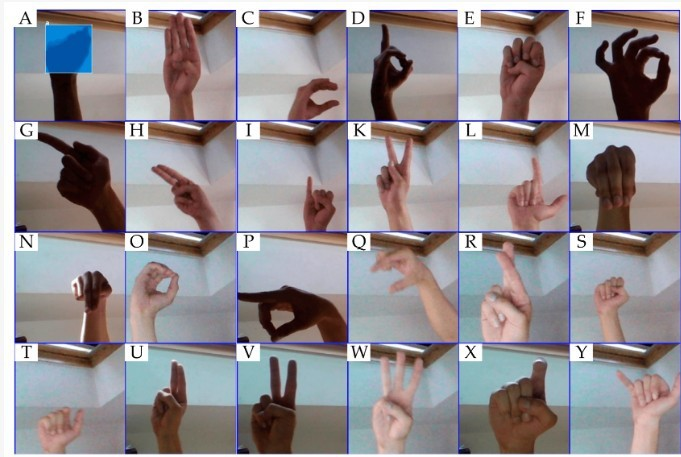 A B C D E F
G H I K L M
N O P Q R S
T U V W X Y